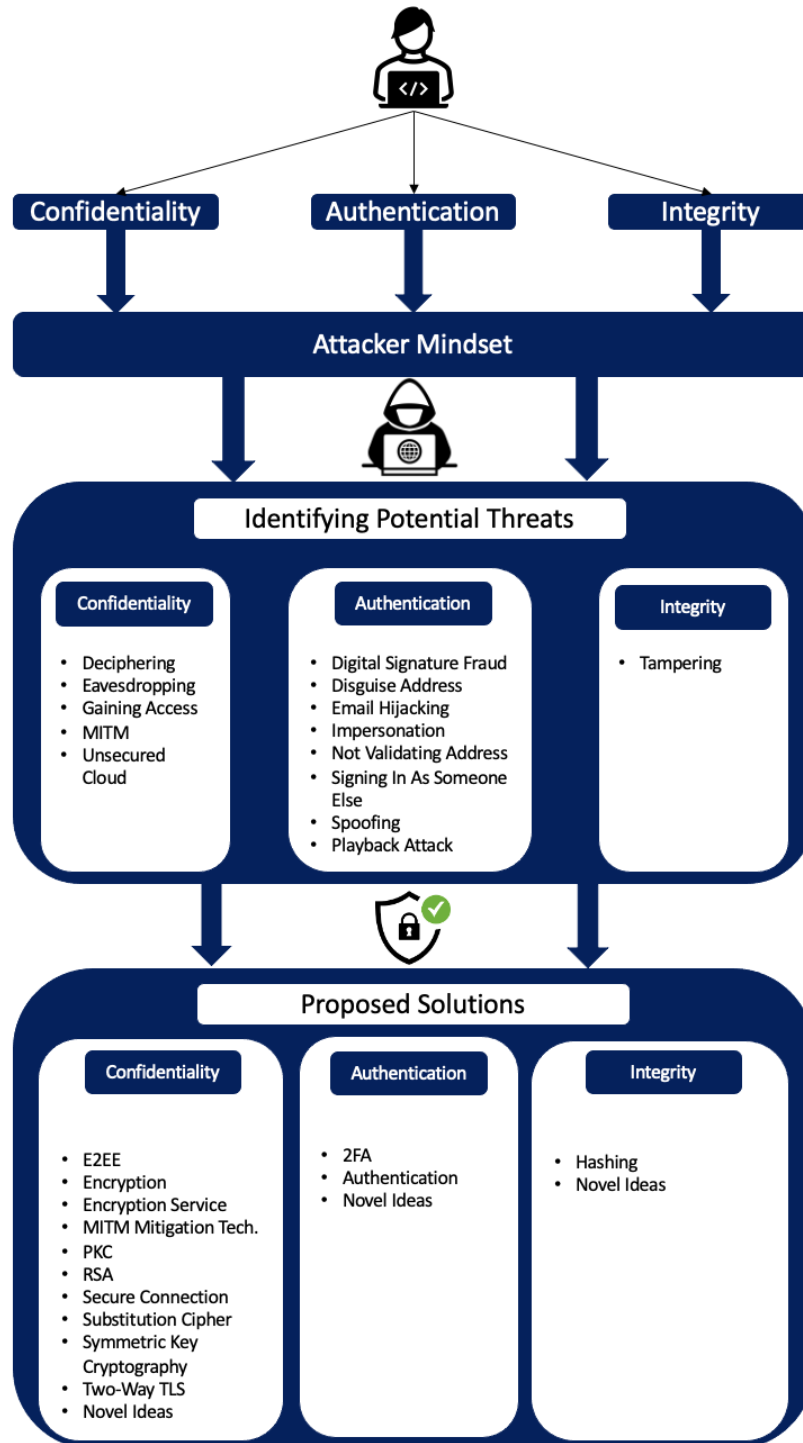 </>
Confidentiality
Authentication
Integrity
Attacker Mindset
Identifying Potential Threats
Confidentiality
• Deciphering
• Eavesdropping
• Gaining Access
• MITM
• Unsecured
Cloud
Authentication
• Digital Signature Fraud
• Disguise Address
• Email Hijacking
• Impersonation
• Not Validating Address
• Signing In As Someone
Else
• Spoofing
• Playback Attack
Integrity
• Tampering
Proposed Solutions
Confidentiality
• E2EE
• Encryption
• Encryption Service
• MITM Mitigation Tech.
• PKC
• RSA
• Secure Connection
• Substitution Cipher
• Symmetric Key
Cryptography
• Two-Way TLS
• Novel Ideas
Authentication
• 2FA
• Authentication
• Novel Ideas
Integrity
• Hashing
• Novel Ideas